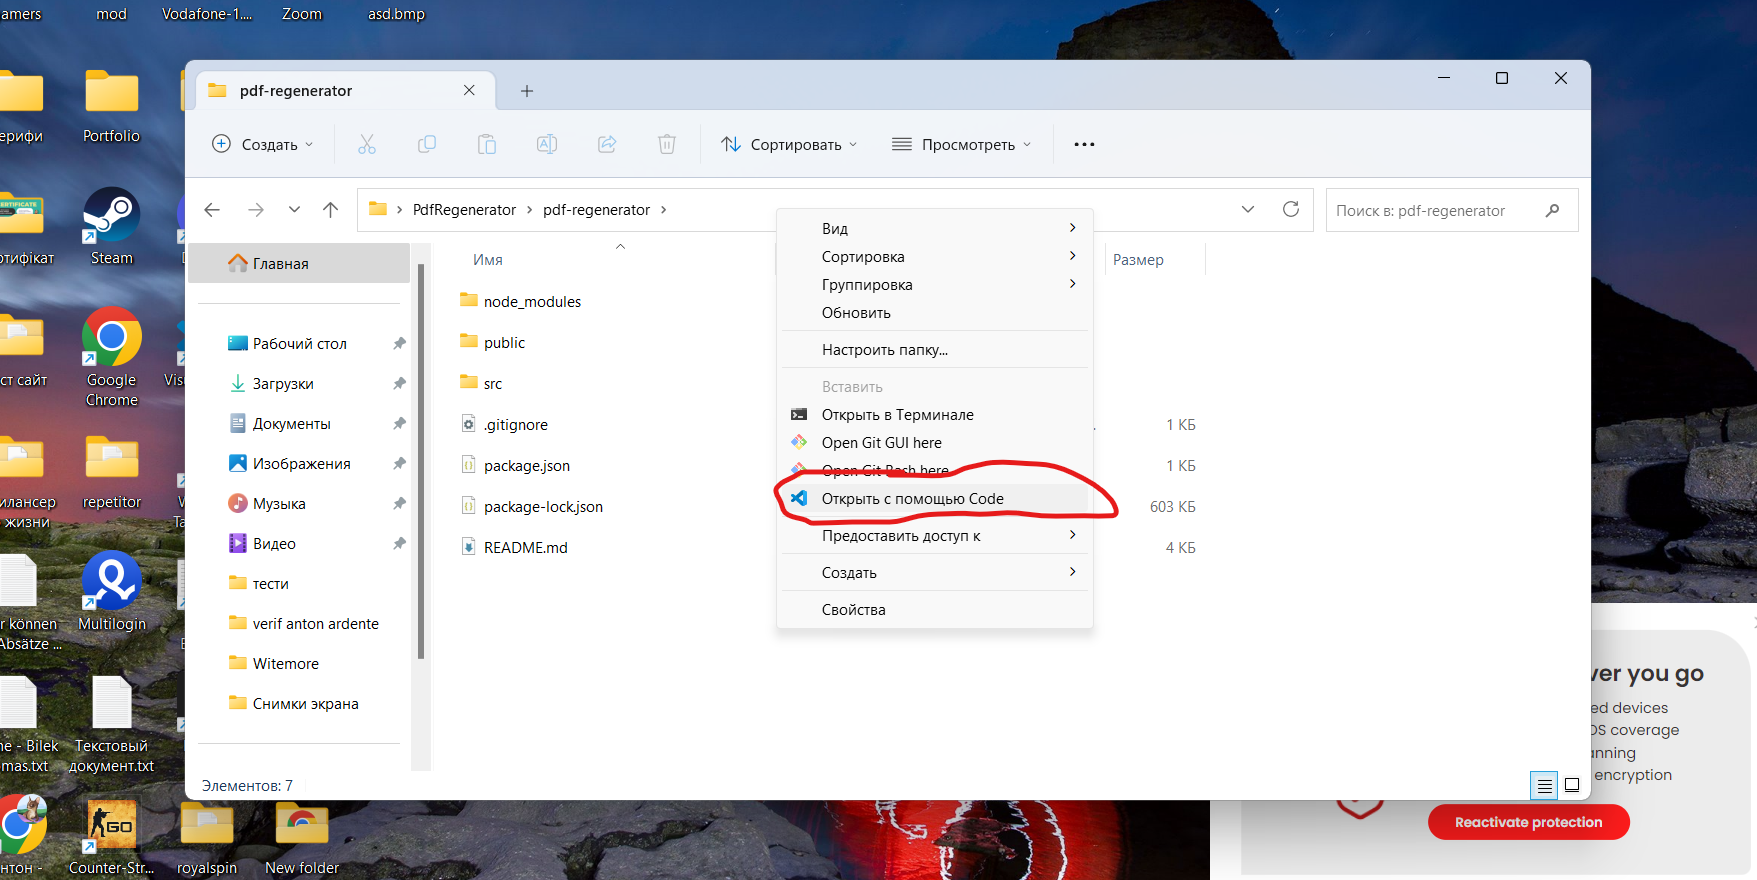 amers
mod
Vodafone-1....
Zoom
asd.bmp
pdf-regenerator
Создать
Сортировать
Просмотреть
PdfRegenerator
pdf-regenerator
Поиск в: pdf-regenerator
Имя
Размер
Главная
Рабочий стол
Загрузки
Документы
Изображения
Музыка
Видео
тести
verif anton ardente
Witemore
Снимки экрана
node_modules
public
src
.gitignore
1 КБ
package.json
1 КБ
package-lock.json
603 КБ
README.md
4 КБ
Вид
Сортировка
Группировка
Обновить
Настроить папку...
Вставить
Открыть в Терминале
Open Git GUI here
Open Git Bash here
Открыть с помощью Code
Предоставить доступ к
Создать
Свойства
Элементов: 7
ерифи
Portfolio
CERTIFICATE
ртифікат
Steam
ст сайт
Google
Chrome
Visu
илансер
жизни
repetitor
r können
Absätze ...
Multilogin
ne - Bilek
mas.txt
Текстовый
документ.txt
нтон -
GO
Counter-Str...
royalspin
New folder
ver you go
ed devices
OS coverage
anning
encryption
Reactivate protection